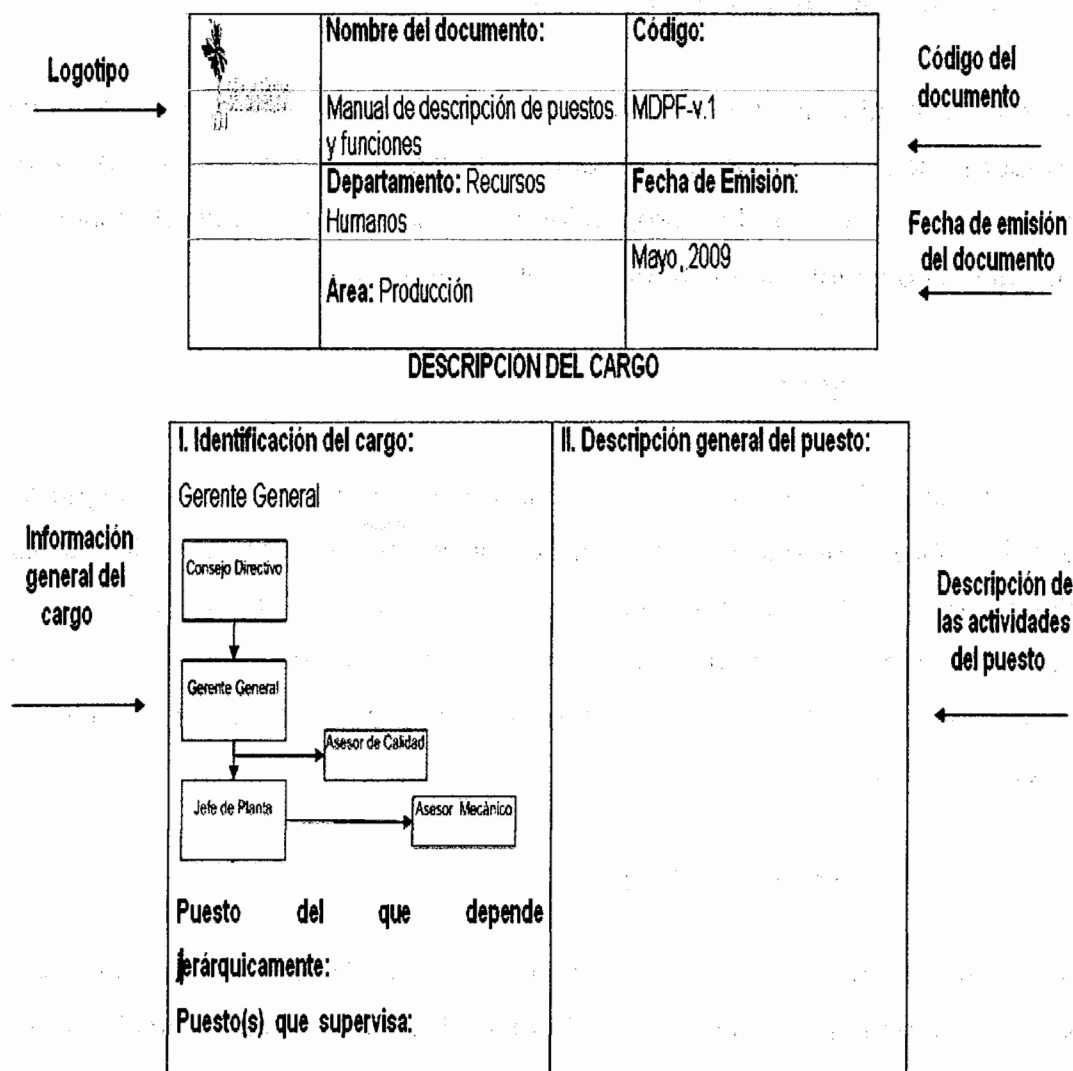 Logotipo
Nombre del documento:
Código:
Manual de descripción de puestos
y funciones
MDPF-v.1
Departamento: Recursos
Humanos
Fecha de Emisión:
Área: Producción
Mayo, 2009
Código del
documento
Fecha de emisión
del documento
DESCRIPCION DEL CARGO
I. Identificación del cargo:
Gerente General
Consejo Directivo
Gerente General
Asesor de Calidad
Jefe de Planta
Asesor Mecànico
Puesto del que depende
jerárquicamente:
Puesto(s) que supervisa:
II. Descripción general del puesto:
Información
general del
cargo
Descripción de
las actividades
del puesto